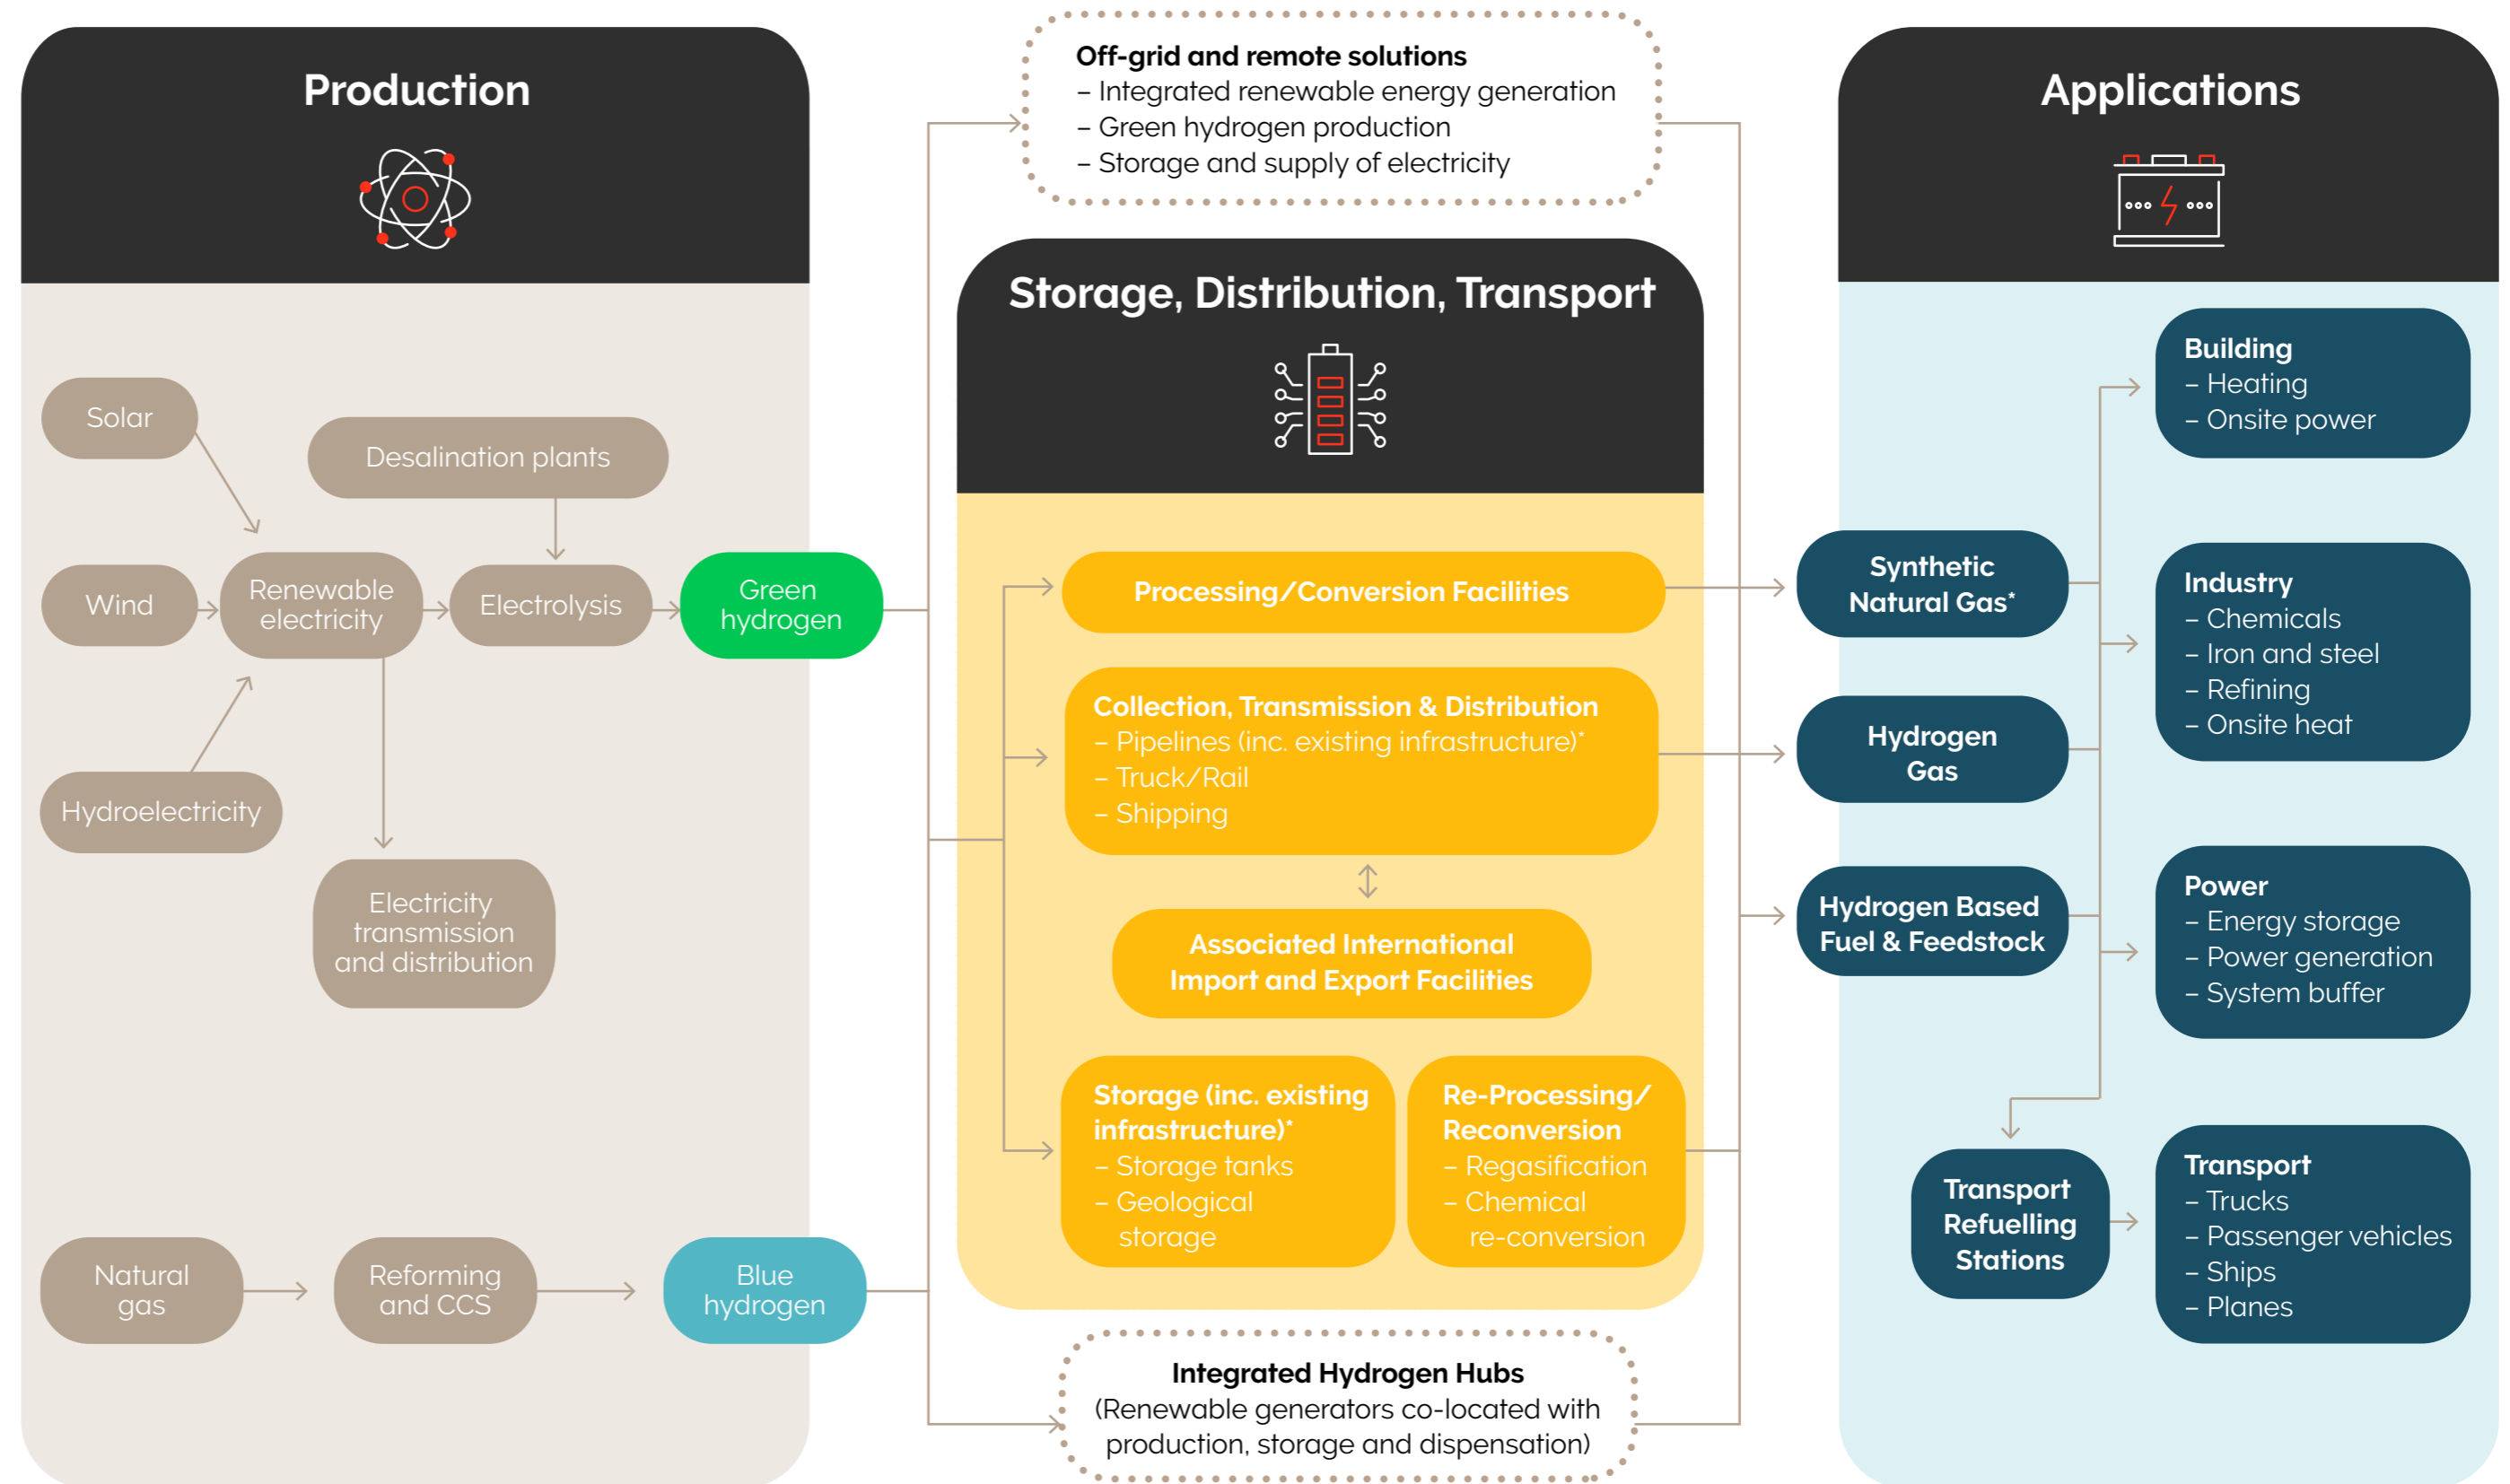 Production
Solar
Desalination plants
Wind
Renewable
electricity
Electrolysis
Green
hydrogen
Hydroelectricity
Electricity
transmission
and distribution
Natural
gas
Reforming
and CCS
Blue
hydrogen
Off-grid and remote solutions
– Integrated renewable energy generation
– Green hydrogen production
– Storage and supply of electricity
Storage, Distribution, Transport
Processing/Conversion Facilities
Collection, Transmission & Distribution
– Pipelines (inc. existing infrastructure)*
– Truck/Rail
– Shipping
Associated International
Import and Export Facilities
Storage (inc. existing
infrastructure)*
– Storage tanks
– Geological
storage
Re-Processing/
Reconversion
– Regasification
– Chemical
re-conversion
Integrated Hydrogen Hubs
(Renewable generators co-located with
production, storage and dispensation)
Applications
Synthetic
Natural Gas*
Hydrogen
Gas
Hydrogen Based
Fuel & Feedstock
Building
– Heating
– Onsite power
Industry
– Chemicals
– Iron and steel
– Refining
– Onsite heat
Power
– Energy storage
– Power generation
– System buffer
Transport
Refuelling
Stations
Transport
– Trucks
– Passenger vehicles
– Ships
– Planes